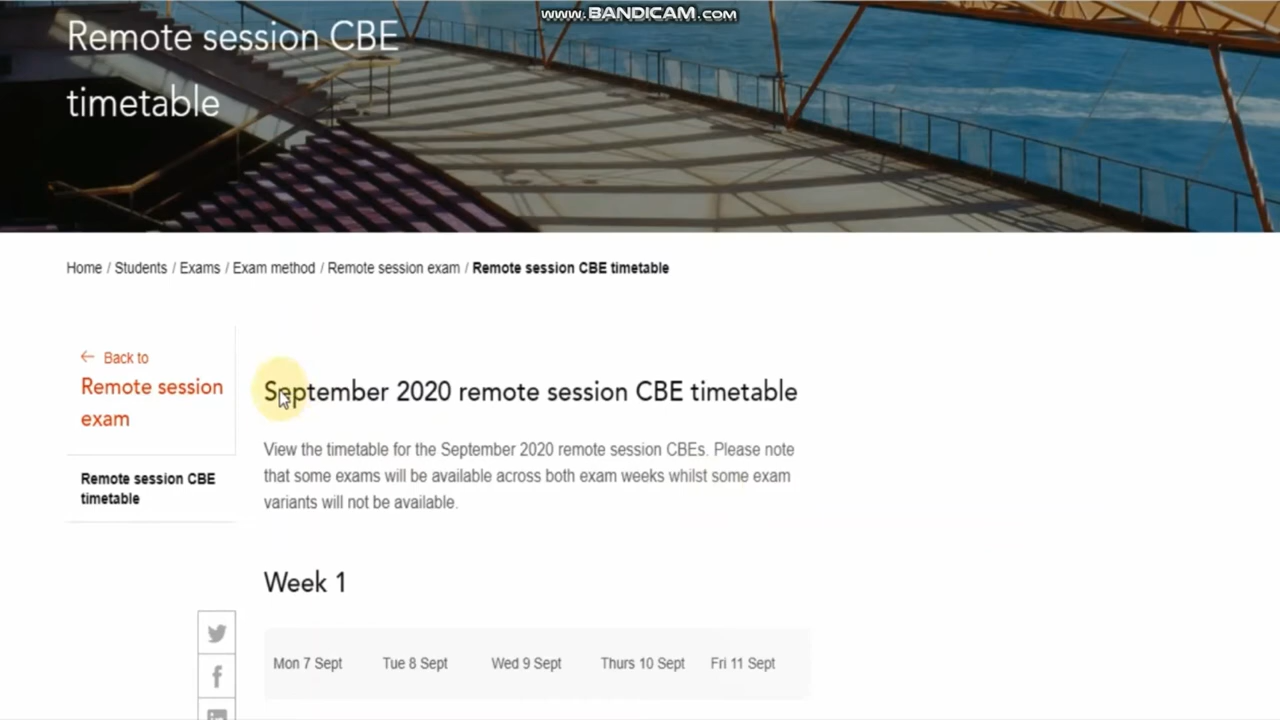 www.BANDICAM.com
Remote session CBE
timetable
Home / Students / Exams / Exam method / Remote session exam / Remote session CBE timetable
← Back to
Remote session
exam
Remote session CBE
timetable
September 2020 remote session CBE timetable
View the timetable for the September 2020 remote session CBEs. Please note
that some exams will be available across both exam weeks whilst some exam
variants will not be available.
Week 1
Mon 7 Sept Tue 8 Sept Wed 9 Sept Thurs 10 Sept Fri 11 Sept